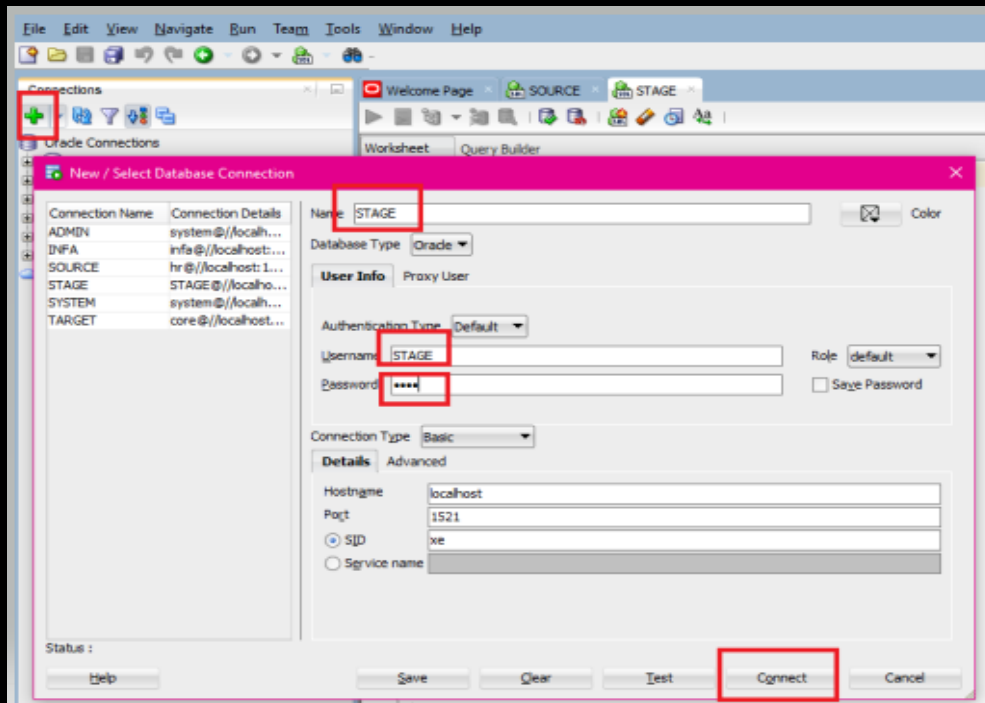 File Edit View Navigate Run Team Tools Window Help
Connections
Welcome Page SOURCE STAGE
Oracle Connections
Worksheet Query Builder
New / Select Database Connection
Connection Name Connection Details
ADMIN system@//localh...
INFA infa@//localhost:...
SOURCE hr@//localhost:1...
STAGE STAGE@//localho...
SYSTEM system@//localh...
TARGET core@//localhost...
Name STAGE Color
Database Type Oracle
User Info Proxy User
Authentication Type Default
Username STAGE Role default
Password •••• Save Password
Connection Type Basic
Details Advanced
Hostname localhost
Port 1521
SID xe
Service name
Status :
Help Save Clear Test Connect Cancel